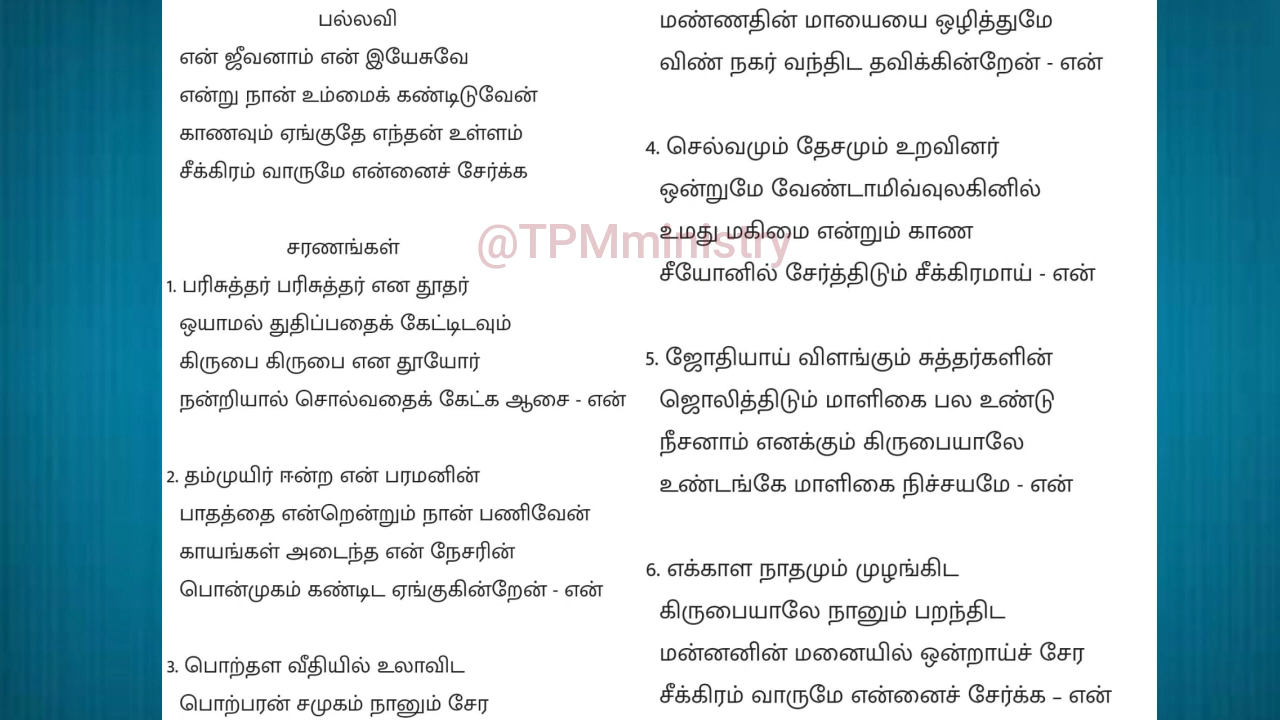 பல்லவி
என் ஜீவனாம் என் இயேசுவே
என்று நான் உம்மைக் கண்டிடுவேன்
காணவும் ஏங்குதே எந்தன் உள்ளம்
சீக்கிரம் வாருமே என்னைச் சேர்க்க
சரணங்கள்
1. பரிசுத்தர் பரிசுத்தர் என தூதர்
ஒயாமல் துதிப்பதைக் கேட்டிடவும்
கிருபை கிருபை என தூயோர்
நன்றியால் சொல்வதைக் கேட்க ஆசை - என்
2. தம்முயிர் ஈன்ற என் பரமனின்
பாதத்தை என்றென்றும் நான் பணிவேன்
காயங்கள் அடைந்த என் நேசரின்
பொன்முகம் கண்டிட ஏங்குகின்றேன் - என்
3. பொற்தள வீதியில் உலாவிட
பொற்பரன் சமுகம் நானும் சேர
மண்ணதின் மாயையை ஒழித்துமே
விண் நகர் வந்திட தவிக்கின்றேன் - என்
4. செல்வமும் தேசமும் உறவினர்
ஒன்றுமே வேண்டாமிவ்வுலகினில்
உமது மகிமை என்றும் காண
சீயோனில் சேர்த்திடும் சீக்கிரமாய் - என்
5. ஜோதியாய் விளங்கும் சுத்தர்களின்
ஜொலித்திடும் மாளிகை பல உண்டு
நீசனாம் எனக்கும் கிருபையாலே
உண்டங்கே மாளிகை நிச்சயமே - என்
6. எக்காள நாதமும் முழங்கிட
கிருபையாலே நானும் பறந்திட
மன்னனின் மனையில் ஒன்றாய்ச் சேர
சீக்கிரம் வாருமே என்னைச் சேர்க்க – என்
@TPMministry